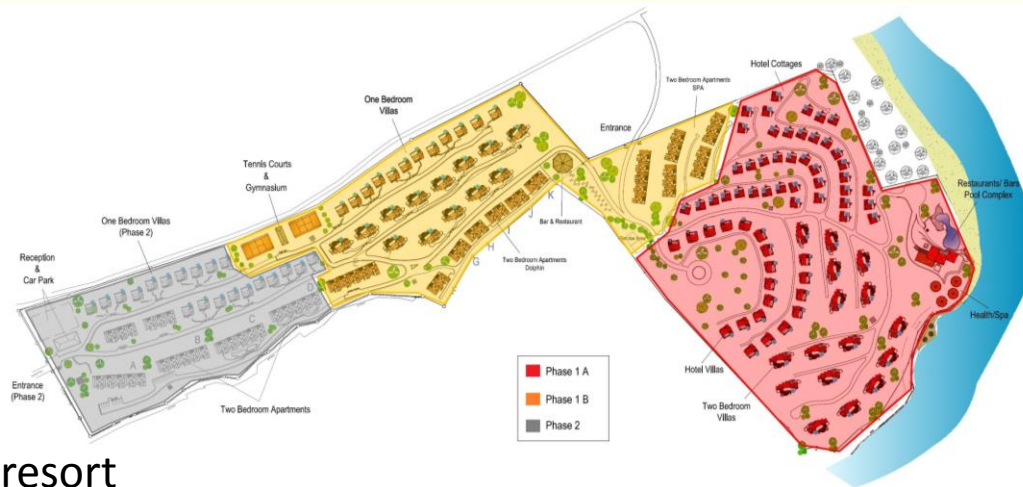 Hotel Cottages
Two Bedroom Apartments
SPA
One Bedroom
Villas
Entrance
Tennis Courts
&
Gymnasium
Restaurants/ Bars
Pool Complex
One Bedroom Villas
(Phase 2)
K
Bar & Restaurant
J
I
H
G
Two Bedroom Apartments
Dolphin
Reception
&
Car Park
C
B
A
Health/Spa
Hotel Villas
Entrance
(Phase 2)
Two Bedroom Apartments
Two Bedroom
Villas
Phase 1 A
Phase 1 B
Phase 2
resort